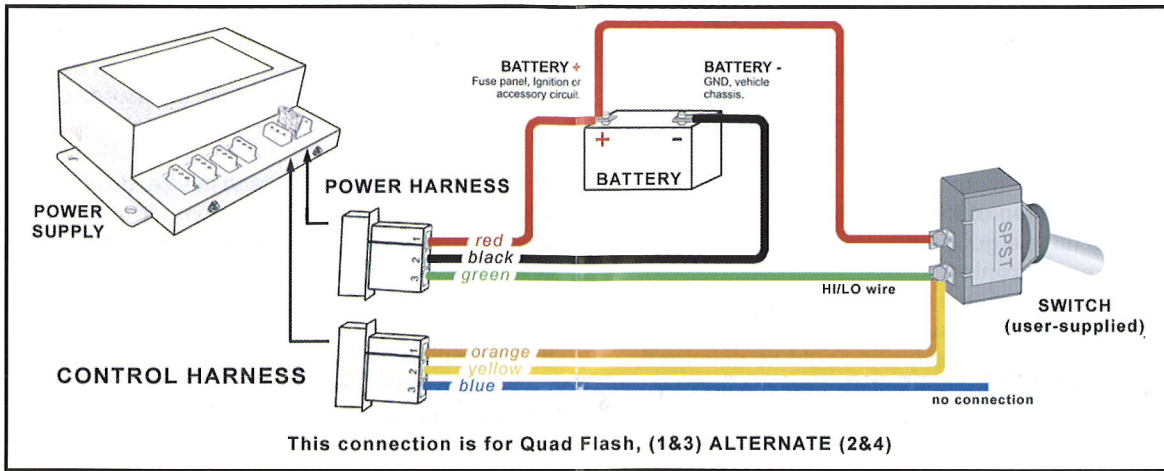 BATTERY +
Fuse panel, Ignition or
accessory circuit.
BATTERY -
GND, vehicle
chassis.
+ -
BATTERY
POWER
SUPPLY
POWER HARNESS
1 red
2 black
3 green
HI/LO wire
SPST
SWITCH
(user-supplied)
CONTROL HARNESS
1 orange
2 yellow
3 blue
no connection
This connection is for Quad Flash, (1&3) ALTERNATE (2&4)